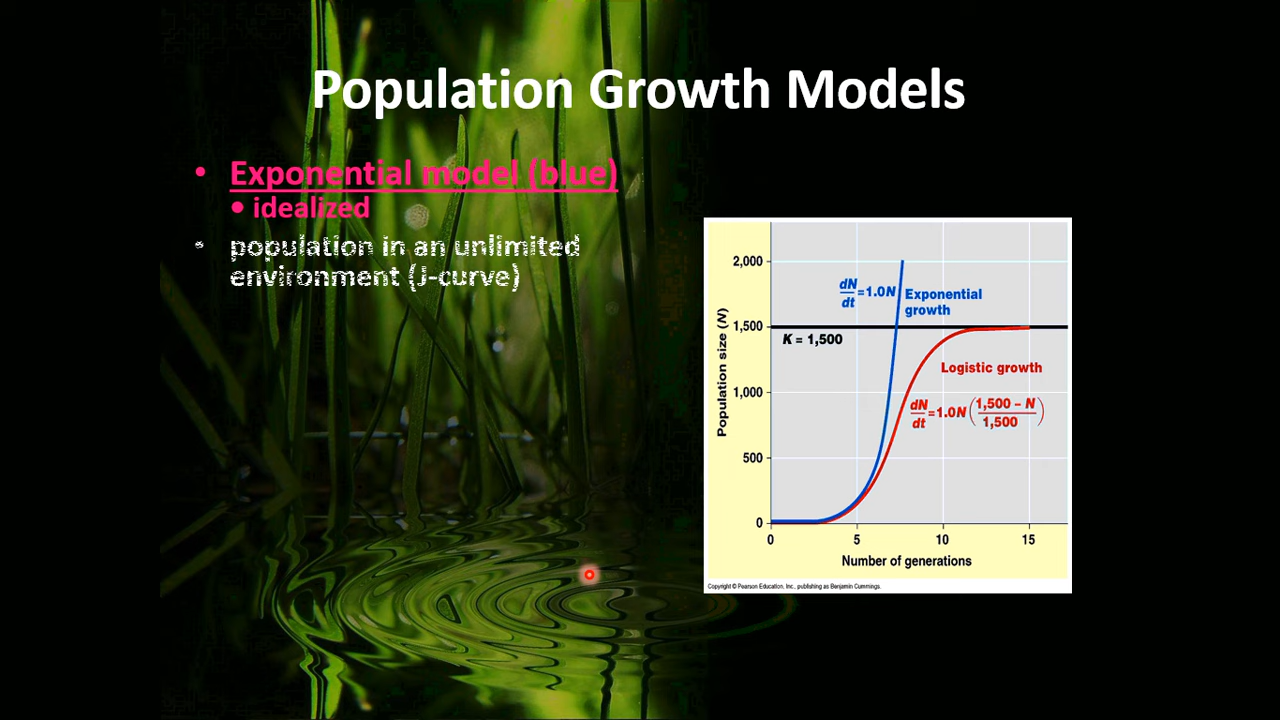 Population Growth Models
• Exponential model (blue)
• idealized
• population in an unlimited
environment (J-curve)
2,000
1,500
1,000
500
0
Population size (N)
dN/dt =1.0N
Exponential
growth
K = 1,500
Logistic growth
dN/dt =1.0N (1,500 – N / 1,500)
0 5 10 15
Number of generations
Copyright © Pearson Education, Inc., publishing as Benjamin Cummings.